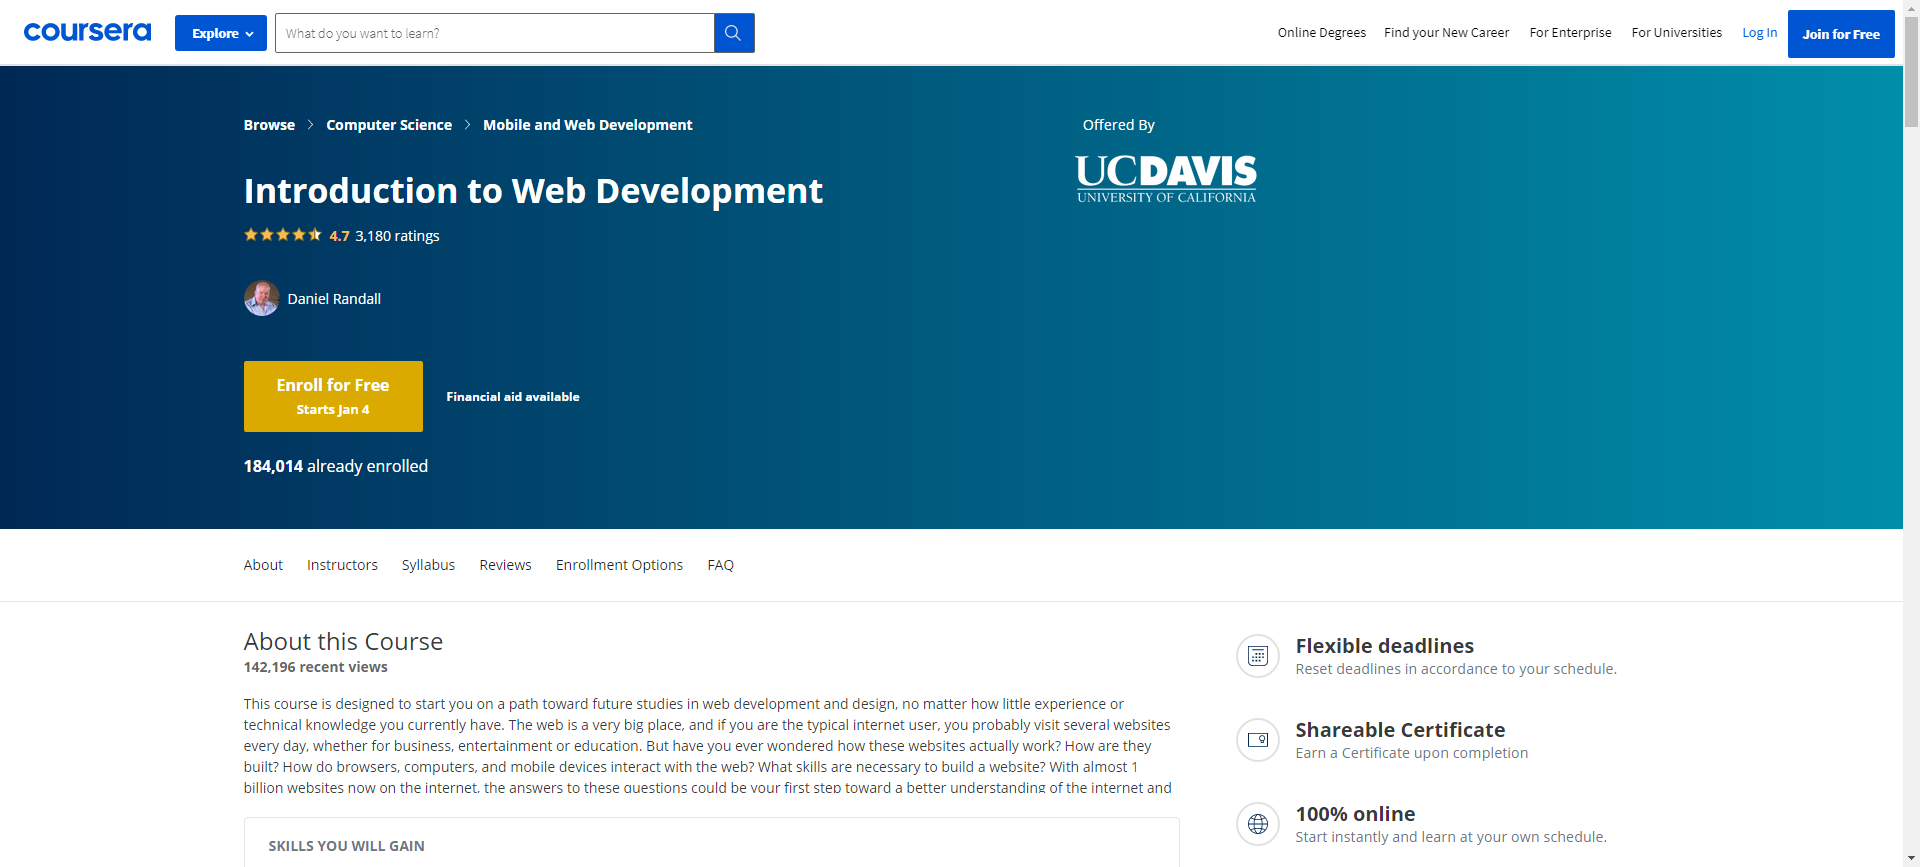 coursera
Explore
What do you want to learn?
Online Degrees
Find your New Career
For Enterprise
For Universities
Log In
Join for Free
Browse
Computer Science
Mobile and Web Development
Offered By
UCDAVIS
UNIVERSITY OF CALIFORNIA
Introduction to Web Development
4.7 3,180 ratings
Daniel Randall
Enroll for Free
Starts Jan 4
Financial aid available
184,014 already enrolled
About
Instructors
Syllabus
Reviews
Enrollment Options
FAQ
About this Course
142,196 recent views
This course is designed to start you on a path toward future studies in web development and design, no matter how little experience or
technical knowledge you currently have. The web is a very big place, and if you are the typical internet user, you probably visit several websites
every day, whether for business, entertainment or education. But have you ever wondered how these websites actually work? How are they
built? How do browsers, computers, and mobile devices interact with the web? What skills are necessary to build a website? With almost 1
billion websites now on the internet, the answers to these questions could be your first step toward a better understanding of the internet and
SKILLS YOU WILL GAIN
Flexible deadlines
Reset deadlines in accordance to your schedule.
Shareable Certificate
Earn a Certificate upon completion
100% online
Start instantly and learn at your own schedule.